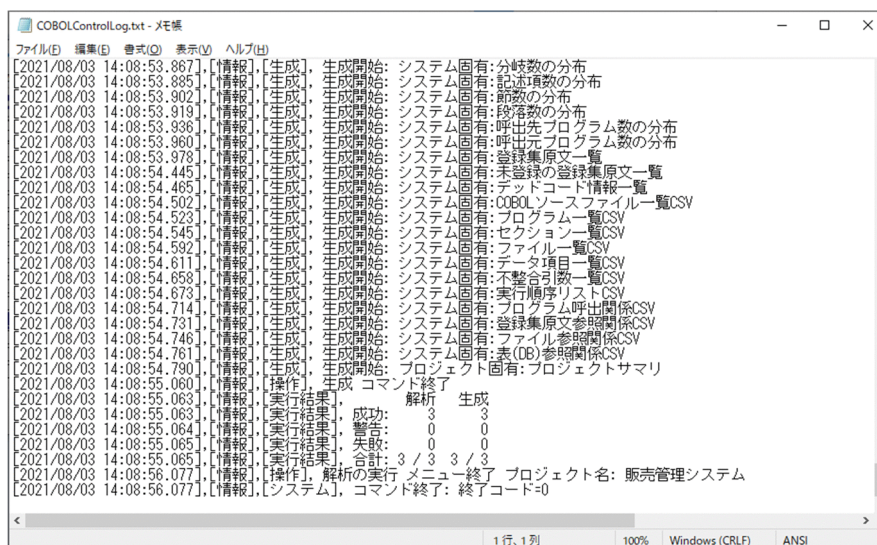 COBOLControlLog.txt - メモ帳
ファイル(F) 編集(E) 書式(O) 表示(V) ヘルプ(H)
[2021/08/03 14:08:53.867],[情報],[生成], 生成開始: システム固有:分岐数の分布
[2021/08/03 14:08:53.885],[情報],[生成], 生成開始: システム固有:記述項数の分布
[2021/08/03 14:08:53.902],[情報],[生成], 生成開始: システム固有:節数の分布
[2021/08/03 14:08:53.919],[情報],[生成], 生成開始: システム固有:段落数の分布
[2021/08/03 14:08:53.936],[情報],[生成], 生成開始: システム固有:呼出先プログラム数の分布
[2021/08/03 14:08:53.960],[情報],[生成], 生成開始: システム固有:呼出元プログラム数の分布
[2021/08/03 14:08:53.978],[情報],[生成], 生成開始: システム固有:登録集原文一覧
[2021/08/03 14:08:54.445],[情報],[生成], 生成開始: システム固有:未登録の登録集原文一覧
[2021/08/03 14:08:54.465],[情報],[生成], 生成開始: システム固有:デッドコード情報一覧
[2021/08/03 14:08:54.502],[情報],[生成], 生成開始: システム固有:COBOLソースファイル一覧CSV
[2021/08/03 14:08:54.523],[情報],[生成], 生成開始: システム固有:プログラム一覧CSV
[2021/08/03 14:08:54.545],[情報],[生成], 生成開始: システム固有:セクション一覧CSV
[2021/08/03 14:08:54.592],[情報],[生成], 生成開始: システム固有:ファイル一覧CSV
[2021/08/03 14:08:54.611],[情報],[生成], 生成開始: システム固有:データ項目一覧CSV
[2021/08/03 14:08:54.658],[情報],[生成], 生成開始: システム固有:不整合引数一覧CSV
[2021/08/03 14:08:54.673],[情報],[生成], 生成開始: システム固有:実行順序リストCSV
[2021/08/03 14:08:54.714],[情報],[生成], 生成開始: システム固有:プログラム呼出関係CSV
[2021/08/03 14:08:54.731],[情報],[生成], 生成開始: システム固有:登録集原文参照関係CSV
[2021/08/03 14:08:54.746],[情報],[生成], 生成開始: システム固有:ファイル参照関係CSV
[2021/08/03 14:08:54.761],[情報],[生成], 生成開始: システム固有:表(DB)参照関係CSV
[2021/08/03 14:08:54.790],[情報],[生成], 生成開始: プロジェクト固有:プロジェクトサマリ
[2021/08/03 14:08:55.060],[情報],[操作], 生成 コマンド終了
[2021/08/03 14:08:55.063],[情報],[実行結果], 解析 生成
[2021/08/03 14:08:55.063],[情報],[実行結果], 成功: 3 3
[2021/08/03 14:08:55.064],[情報],[実行結果], 警告: 0 0
[2021/08/03 14:08:55.065],[情報],[実行結果], 失敗: 0 0
[2021/08/03 14:08:55.065],[情報],[実行結果], 合計: 3 / 3 3 / 3
[2021/08/03 14:08:56.077],[情報],[操作], 解析の実行 メニュー終了 プロジェクト名: 販売管理システム
[2021/08/03 14:08:56.077],[情報],[システム], コマンド終了: 終了コード=0
1行、1列 100% Windows (CRLF) ANSI